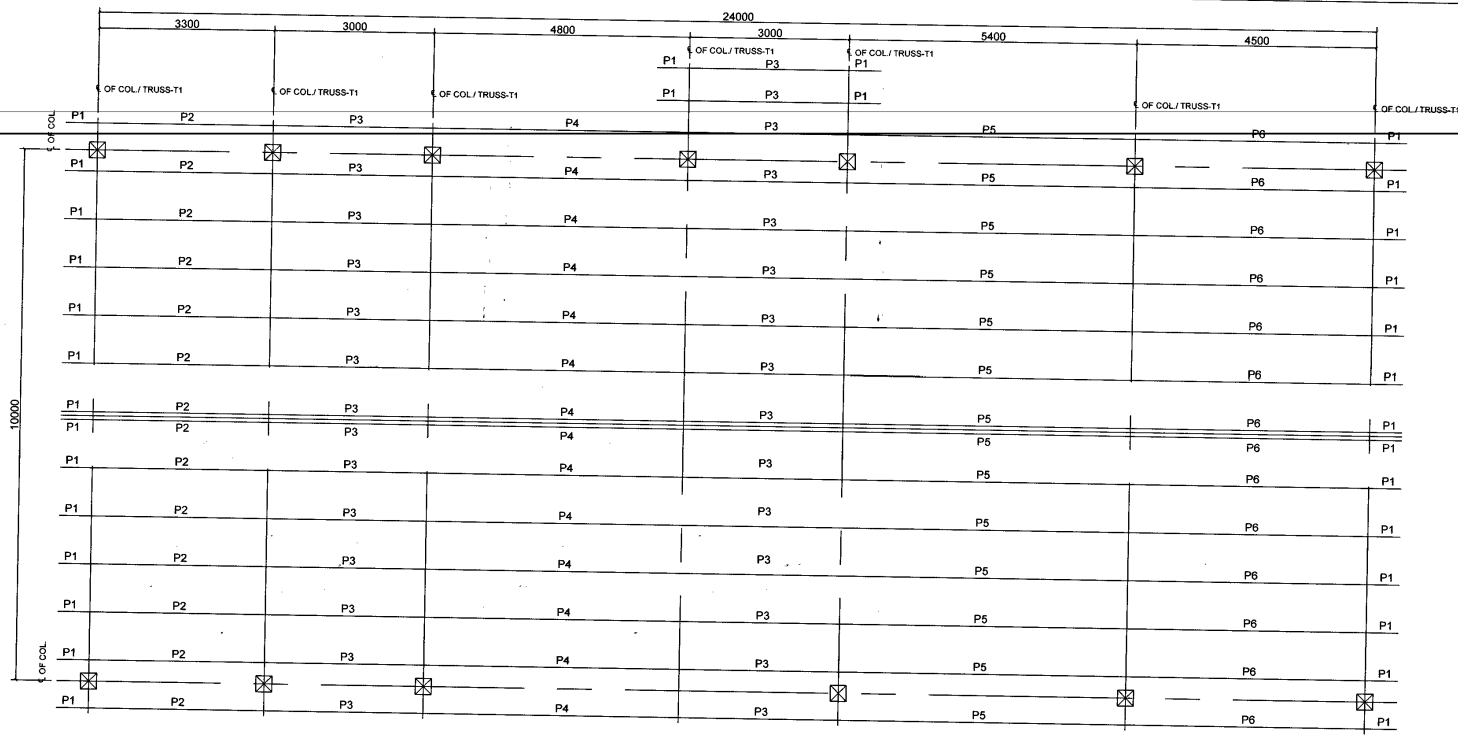 24000
3300 3000 4800 3000 5400 4500
℄ OF COL./ TRUSS-T1 ℄ OF COL./ TRUSS-T1
P1 P3 P1
℄ OF COL./ TRUSS-T1 ℄ OF COL./ TRUSS-T1 ℄ OF COL./ TRUSS-T1 ℄ OF COL./ TRUSS-T1 ℄ OF COL./ TRUSS-T1
P1 P3 P1
℄ OF COL.
P1 P2 P3 P4 P3 P5 P6 P1
P1 P2 P3 P4 P3 P5 P6 P1
P1 P2 P3 P4 P3 P5 P6 P1
P1 P2 P3 P4 P3 P5 P6 P1
P1 P2 P3 P4 P3 P5 P6 P1
P1 P2 P3 P4 P3 P5 P6 P1
10000
P1 P2 P3 P4 P3 P5 P6 P1
P1 P2 P3 P4 P5 P6 P1
P1 P2 P3 P4 P3 P5 P6 P1
P1 P2 P3 P4 P3 P5 P6 P1
P1 P2 P3 P4 P3 P5 P6 P1
P1 P2 P3 P4 P3 P5 P6 P1
℄ OF COL.
P1 P2 P3 P4 P3 P5 P6 P1
P1 P2 P3 P4 P3 P5 P6 P1